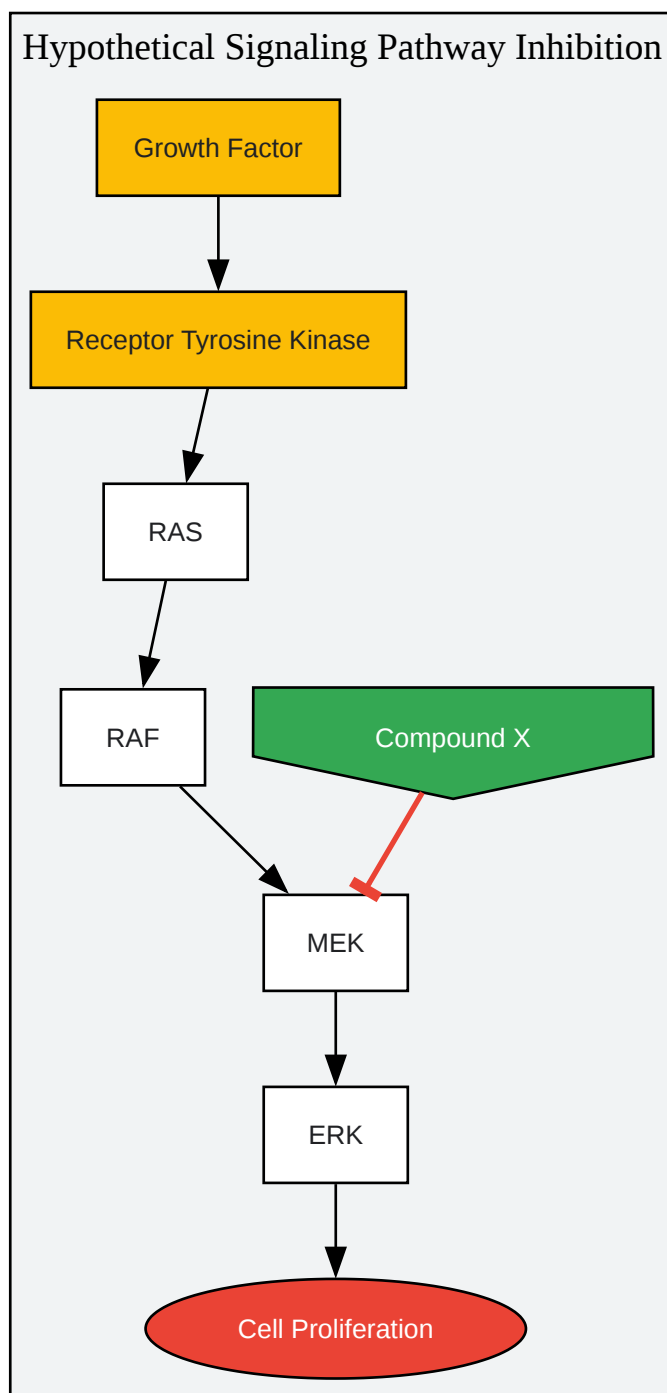 Hypothetical Signaling Pathway Inhibition
Growth Factor
Receptor Tyrosine Kinase
RAS
RAF
Compound X
MEK
ERK
Cell Proliferation